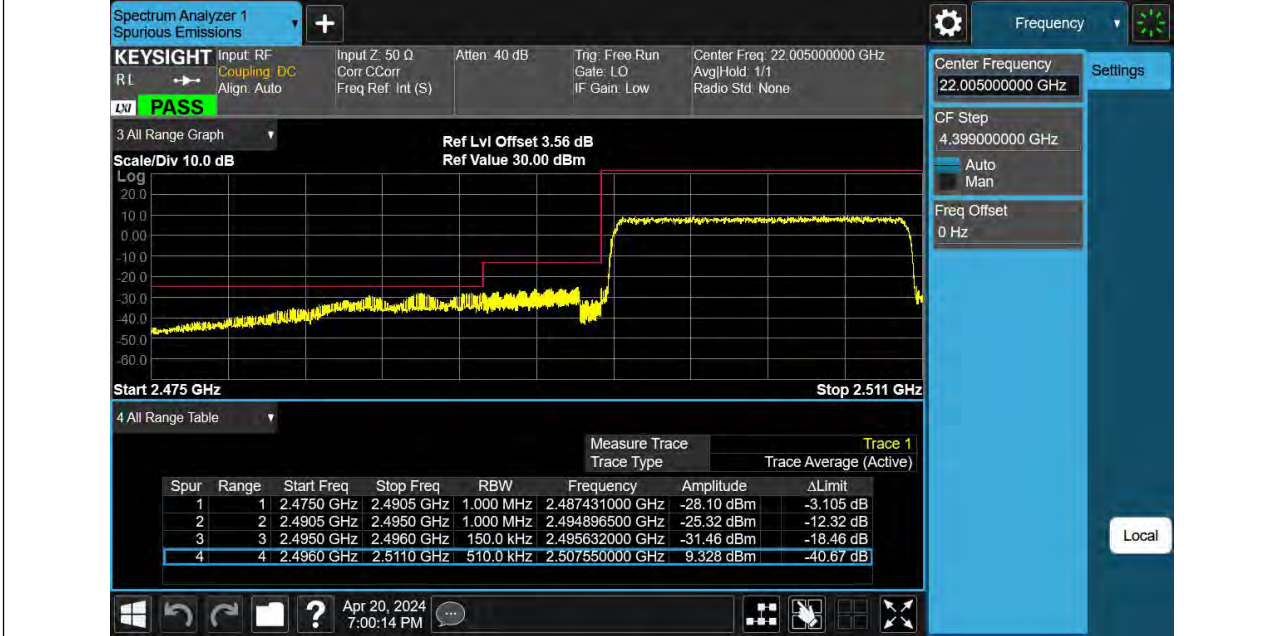 Spectrum Analyzer 1
Spurious Emissions
Frequency
KEYSIGHT Input: RF Input Z: 50 Ω Atten: 40 dB Trig: Free Run Center Freq: 22.005000000 GHz
RL Coupling: DC Corr CCorr Gate: LO Avg|Hold: 1/1
Align: Auto Freq Ref: Int (S) IF Gain: Low Radio Std: None
LXI PASS
3 All Range Graph
Ref Lvl Offset 3.56 dB
Scale/Div 10.0 dB Ref Value 30.00 dBm
Log
20.0
10.0
0.00
-10.0
-20.0
-30.0
-40.0
-50.0
-60.0
Start 2.475 GHz Stop 2.511 GHz
4 All Range Table
Measure Trace Trace 1
Trace Type Trace Average (Active)
Spur Range Start Freq Stop Freq RBW Frequency Amplitude ΔLimit
1 1 2.4750 GHz 2.4905 GHz 1.000 MHz 2.487431000 GHz -28.10 dBm -3.105 dB
2 2 2.4905 GHz 2.4950 GHz 1.000 MHz 2.494896500 GHz -25.32 dBm -12.32 dB
3 3 2.4950 GHz 2.4960 GHz 150.0 kHz 2.495632000 GHz -31.46 dBm -18.46 dB
4 4 2.4960 GHz 2.5110 GHz 510.0 kHz 2.507550000 GHz 9.328 dBm -40.67 dB
Apr 20, 2024
7:00:14 PM
Center Frequency
22.005000000 GHz
Settings
CF Step
4.399000000 GHz
Auto
Man
Freq Offset
0 Hz
Local